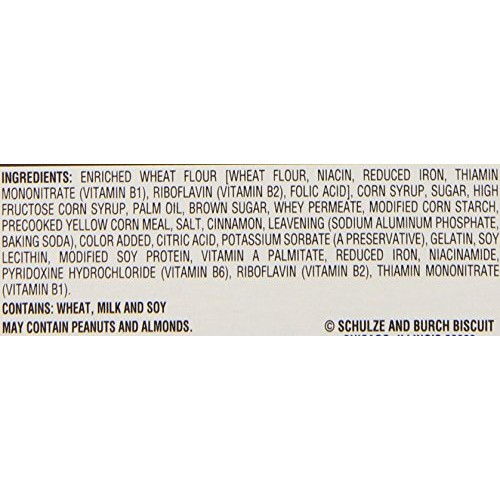 INGREDIENTS: ENRICHED WHEAT FLOUR [WHEAT FLOUR, NIACIN, REDUCED IRON, THIAMIN
MONONITRATE (VITAMIN B1), RIBOFLAVIN (VITAMIN B2), FOLIC ACID], CORN SYRUP, SUGAR, HIGH
FRUCTOSE CORN SYRUP, PALM OIL, BROWN SUGAR, WHEY PERMEATE, MODIFIED CORN STARCH,
PRECOOKED YELLOW CORN MEAL, SALT, CINNAMON, LEAVENING (SODIUM ALUMINUM PHOSPHATE,
BAKING SODA), COLOR ADDED, CITRIC ACID, POTASSIUM SORBATE (A PRESERVATIVE), GELATIN, SOY
LECITHIN, MODIFIED SOY PROTEIN, VITAMIN A PALMITATE, REDUCED IRON, NIACINAMIDE,
PYRIDOXINE HYDROCHLORIDE (VITAMIN B6), RIBOFLAVIN (VITAMIN B2), THIAMIN MONONITRATE
(VITAMIN B1).
CONTAINS: WHEAT, MILK AND SOY
MAY CONTAIN PEANUTS AND ALMONDS.
© SCHULZE AND BURCH BISCUIT